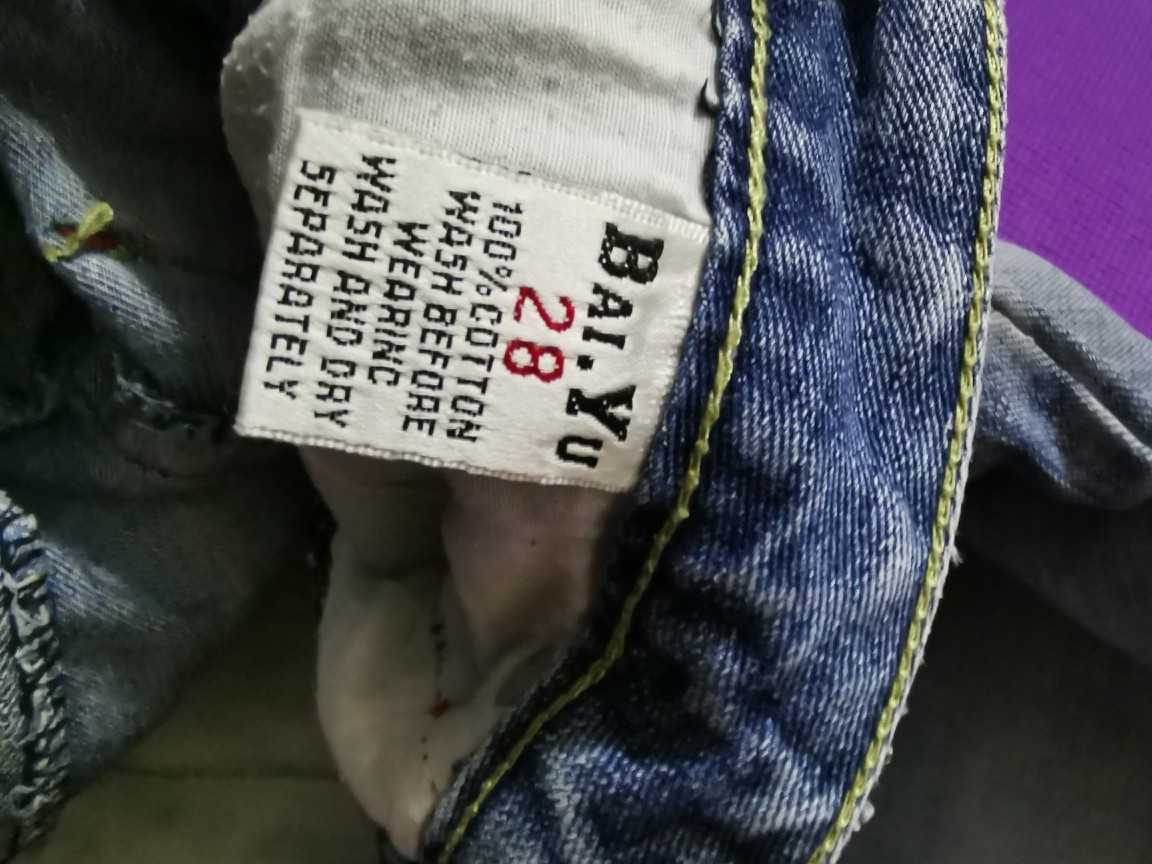 BAI.YU
28
100% COTTON
WASH BEFORE
WEARING
WASH AND DRY
SEPARATELY